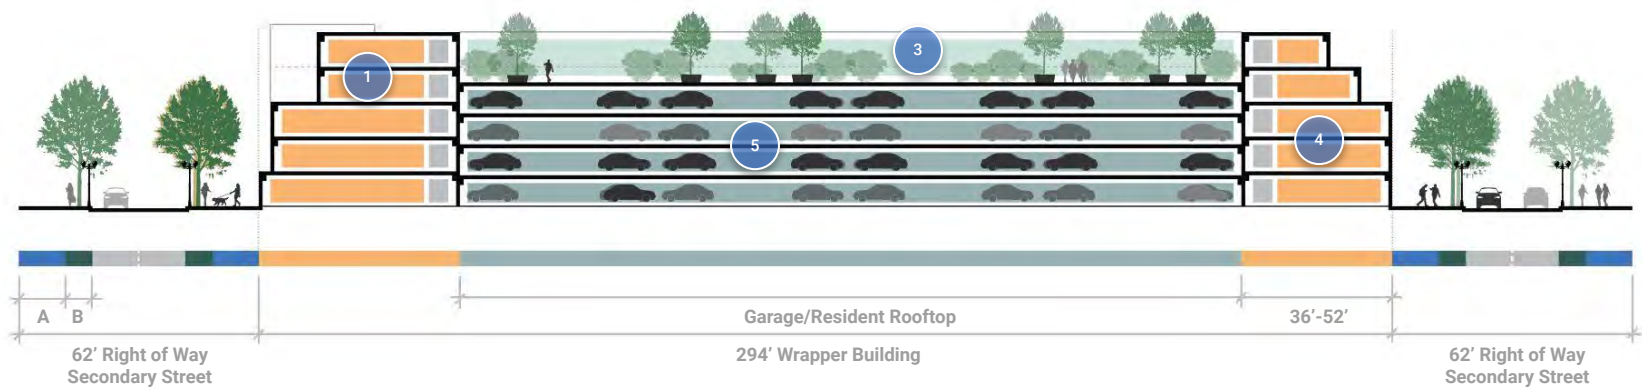 3
1
4
5
A
B
Garage/Resident Rooftop
36’-52’
62’ Right of Way
Secondary Street
294’ Wrapper Building
62’ Right of Way
Secondary Street